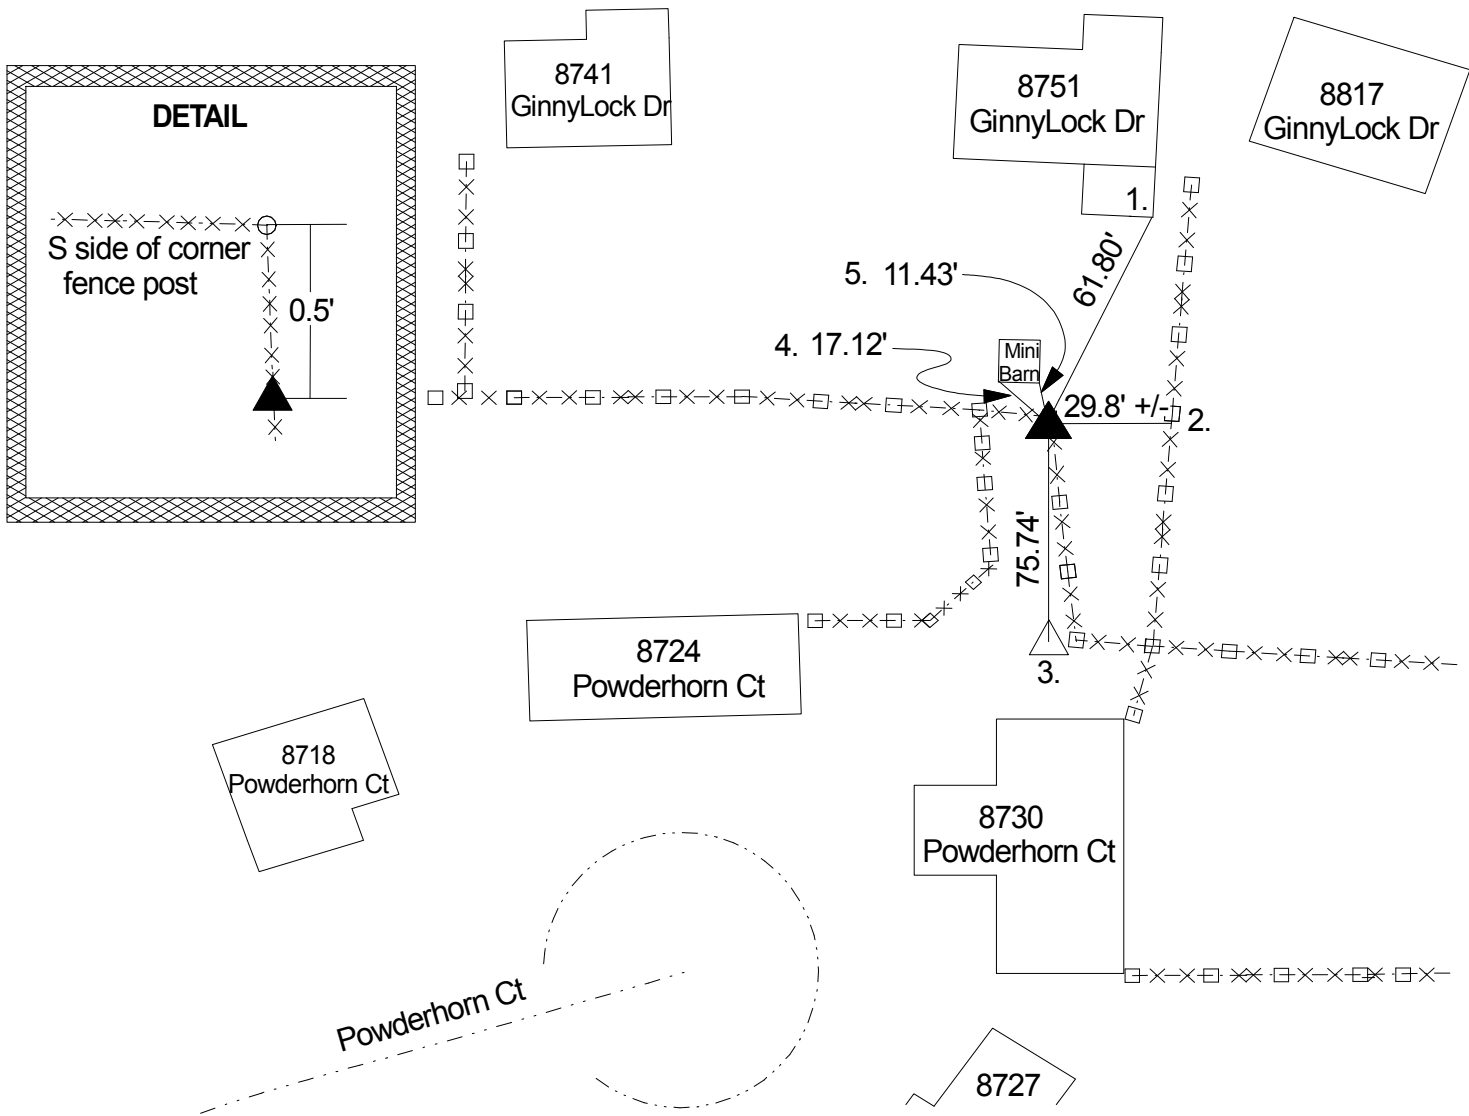 8741
GinnyLock Dr
8751
GinnyLock Dr
8817
GinnyLock Dr
DETAIL
S side of corner
fence post
0.5'
1.
61.80'
5. 11.43'
4. 17.12'
Mini
Barn
29.8' +/-
2.
75.74'
3.
8724
Powderhorn Ct
8718
Powderhorn Ct
8730
Powderhorn Ct
Powderhorn Ct
8727